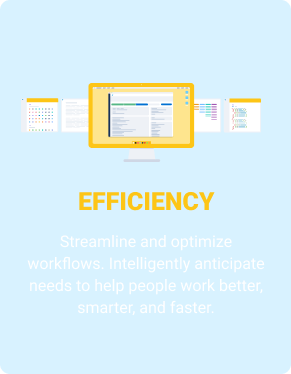 EFFICIENCY
Streamline and optimize
workflows. Intelligently anticipate
needs to help people work better,
smarter, and faster.